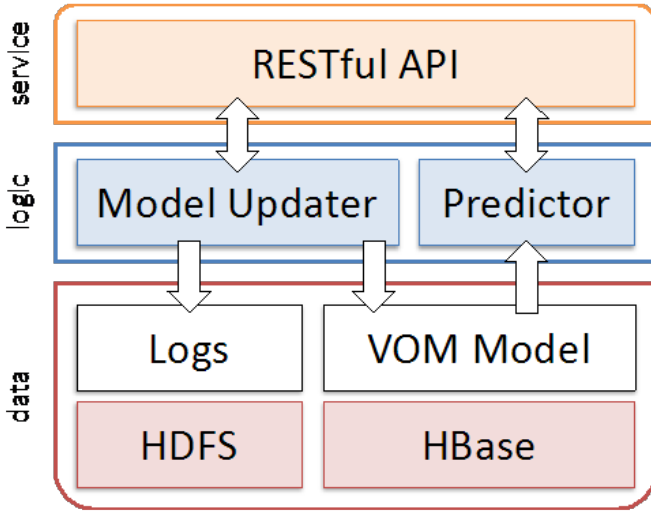 service
RESTful API
logic
Model Updater
Predictor
data
Logs
VOM Model
HDFS
HBase